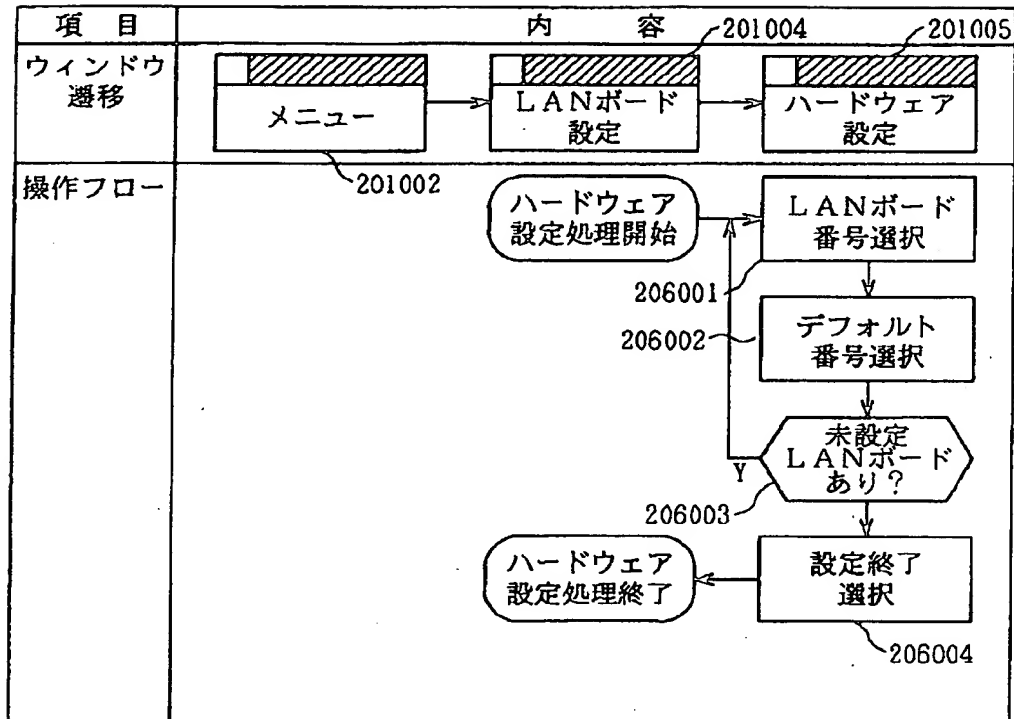 項 目
内 容
201004
201005
ウィンドウ
遷移
メニュー
LANボード
設定
ハードウェア
設定
201002
操作フロー
ハードウェア
設定処理開始
LANボード
番号選択
206001
206002
デフォルト
番号選択
未設定
LANボード
あり?
Y
206003
ハードウェア
設定処理終了
設定終了
選択
206004